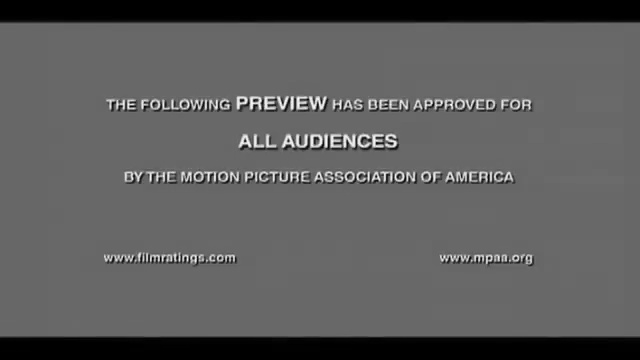 THE FOLLOWING PREVIEW HAS BEEN APPROVED FOR
ALL AUDIENCES
BY THE MOTION PICTURE ASSOCIATION OF AMERICA
www.filmratings.com www.mpaa.org